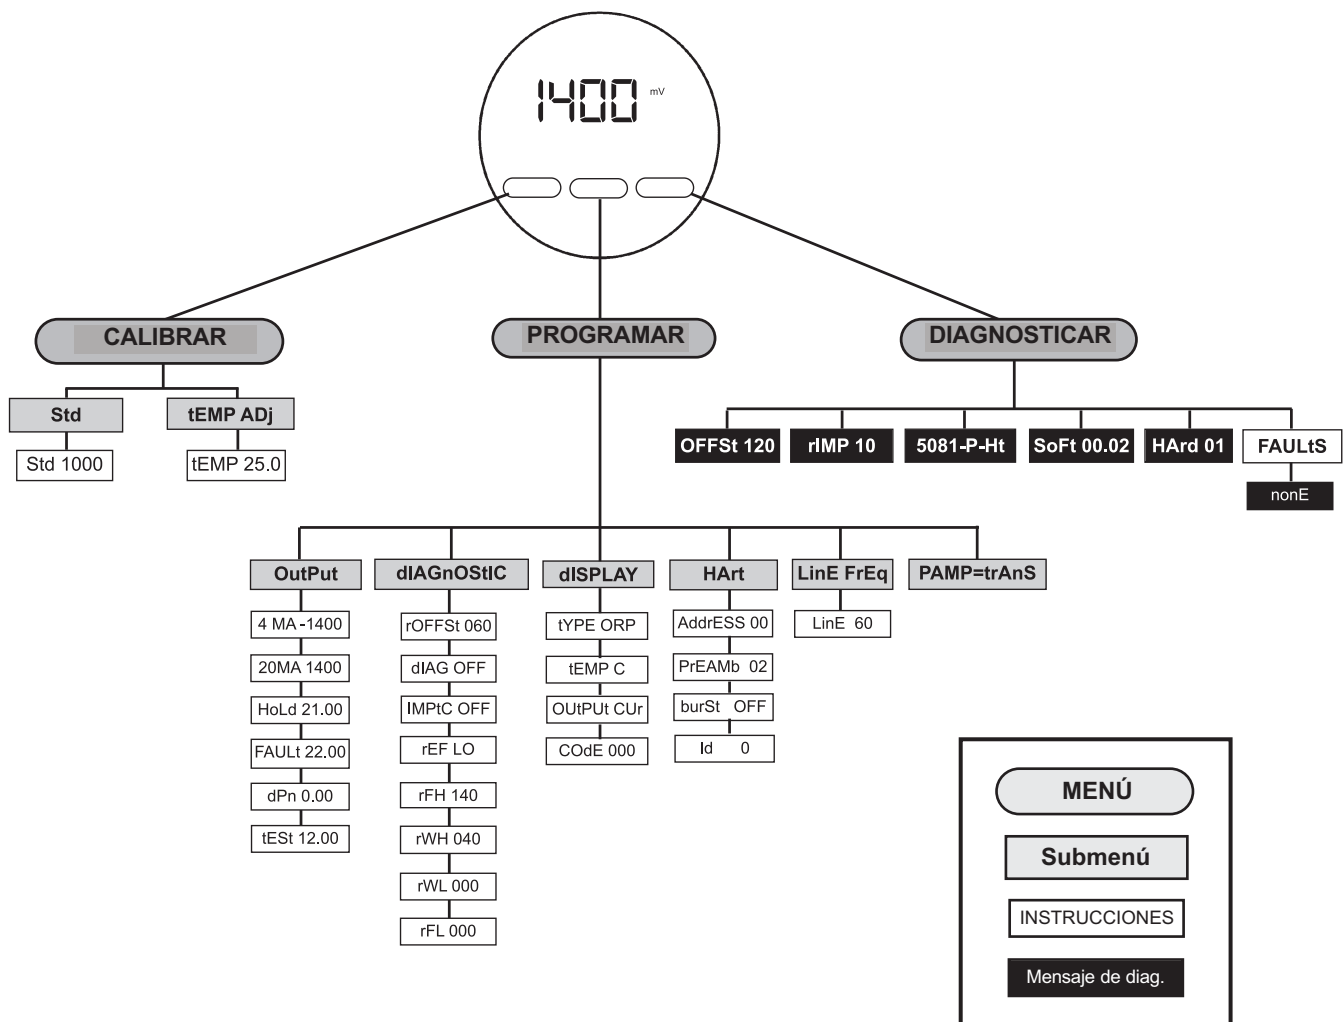 1400 mV
CALIBRAR
PROGRAMAR
DIAGNOSTICAR
Std
tEMP ADj
Std 1000
tEMP 25.0
OFFSt 120
rIMP 10
5081-P-Ht
SoFt 00.02
HArd 01
FAULtS
nonE
OutPut
4 MA -1400
20MA 1400
HoLd 21.00
FAULt 22.00
dPn 0.00
tESt 12.00
dIAGnOStIC
rOFFSt 060
dIAG OFF
IMPtC OFF
rEF LO
rFH 140
rWH 040
rWL 000
rFL 000
dISPLAY
tYPE ORP
tEMP C
OUtPUt CUr
COdE 000
HArt
AddrESS 00
PrEAMb 02
burSt OFF
Id 0
LinE FrEq
LinE 60
PAMP=trAnS
MENÚ
Submenú
INSTRUCCIONES
Mensaje de diag.